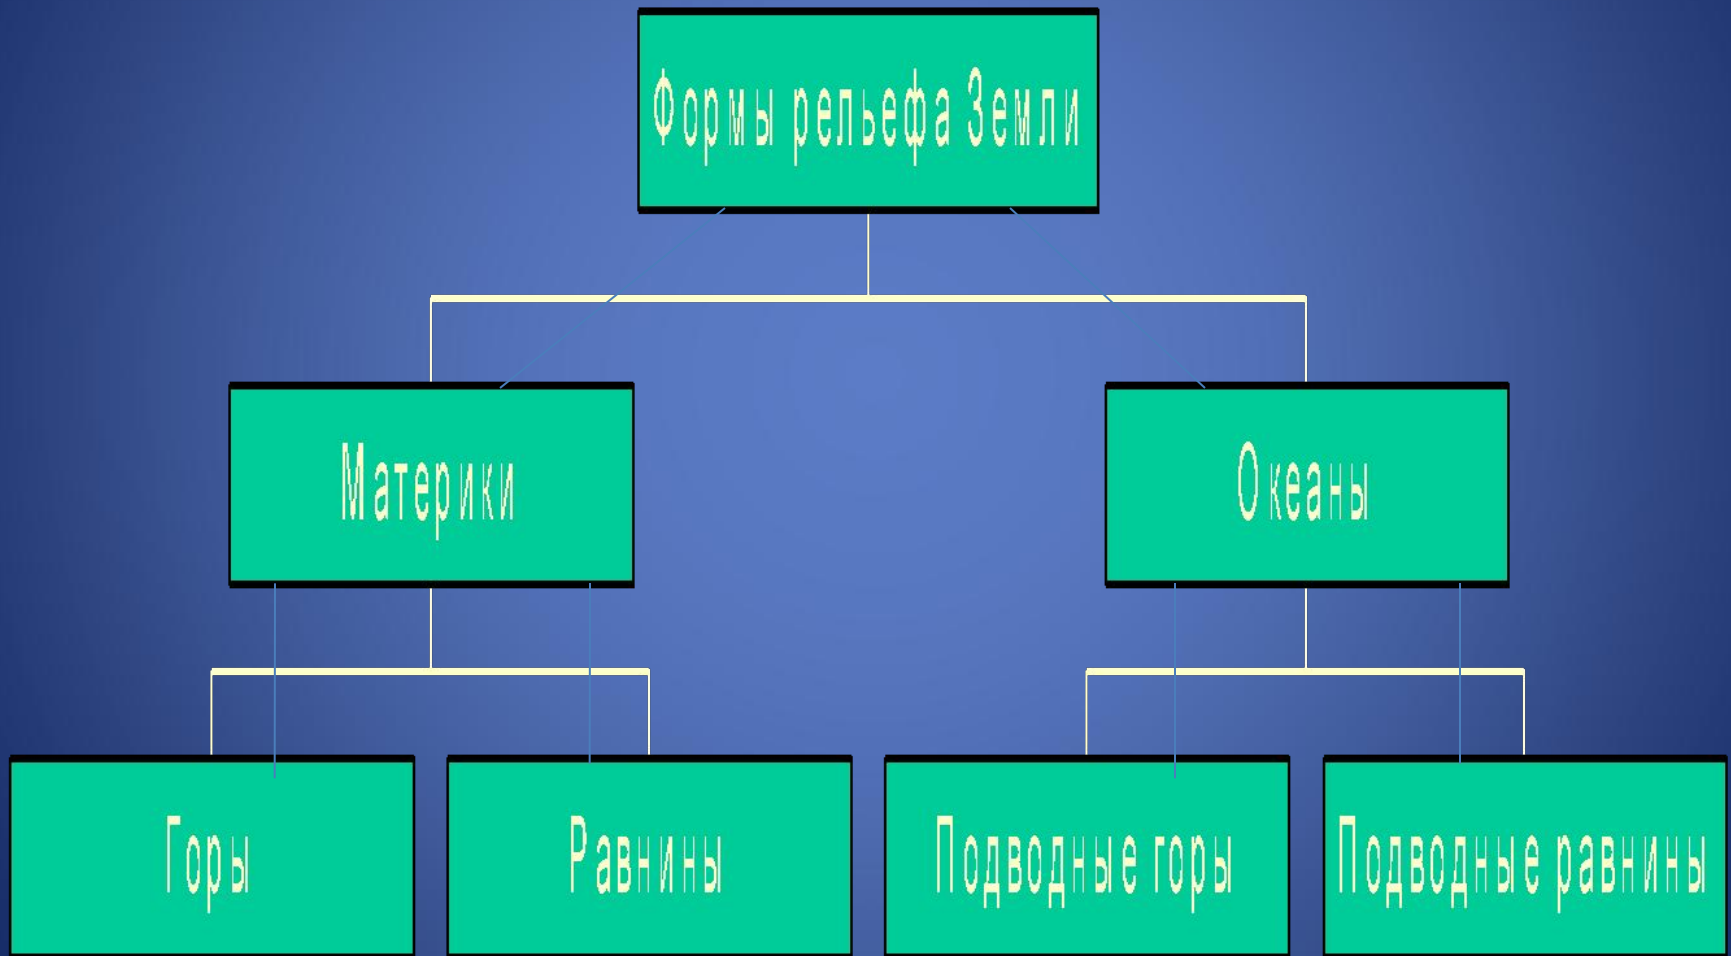 Формы рельефа Земли
Материки
Океаны
Горы
Равнины
Подводные горы
Подводные равнины